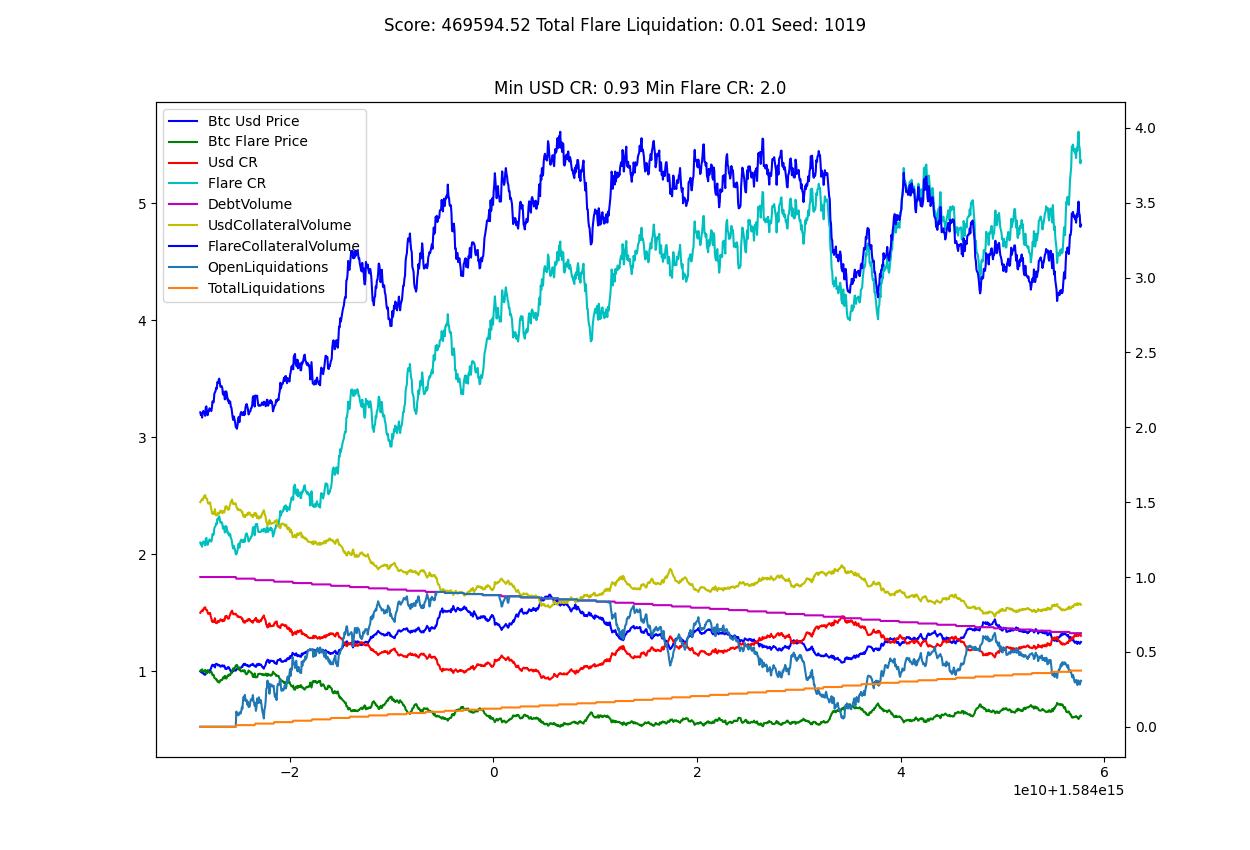 Score: 469594.52 Total Flare Liquidation: 0.01 Seed: 1019
Min USD CR: 0.93 Min Flare CR: 2.0
Btc Usd Price
Btc Flare Price
Usd CR
Flare CR
DebtVolume
UsdCollateralVolume
FlareCollateralVolume
OpenLiquidations
TotalLiquidations
5
4
3
2
1
4.0
3.5
3.0
2.5
2.0
1.5
1.0
0.5
0.0
−2
0
2
4
6
1e10+1.584e15